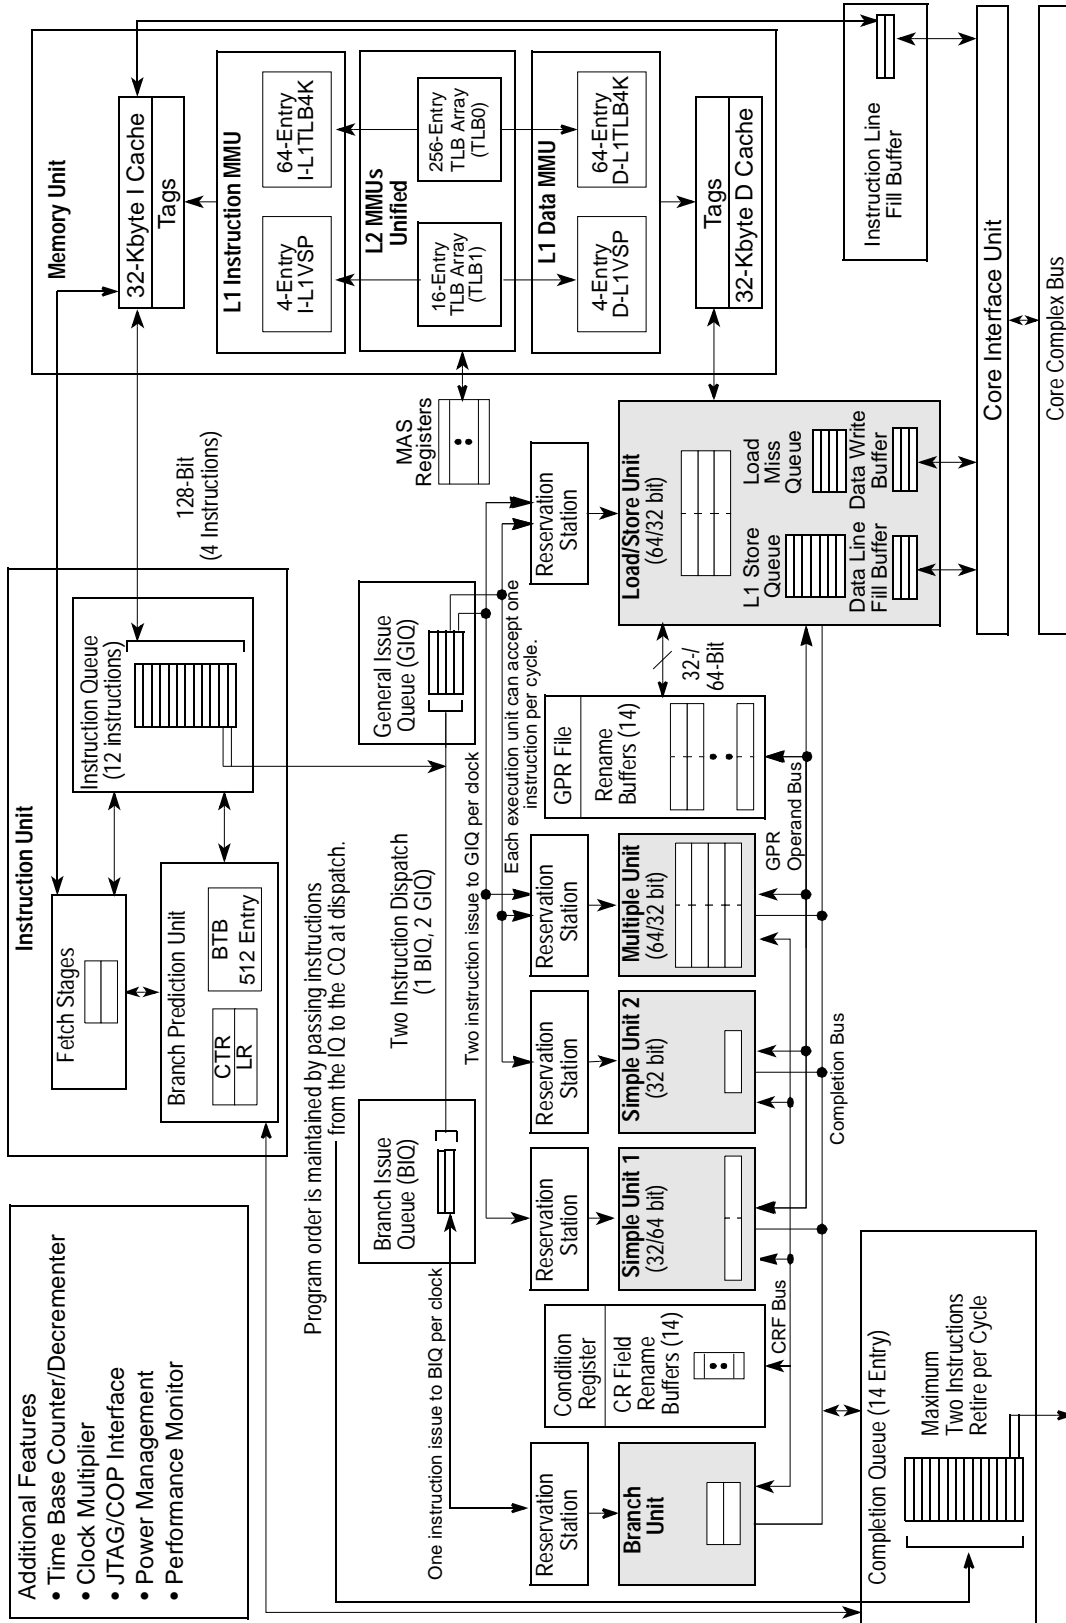 Additional Features
• Time Base Counter/Decrementer
• Clock Multiplier
• JTAG/COP Interface
• Power Management
• Performance Monitor
Instruction Unit
Fetch Stages
Branch Prediction Unit
CTR
LR
BTB
512 Entry
Instruction Queue
(12 instructions)
128-Bit
(4 Instructions)
Memory Unit
32-Kbyte I Cache
Tags
L1 Instruction MMU
4-Entry
I-L1VSP
64-Entry
I-L1TLB4K
L2 MMUs
Unified
16-Entry
TLB Array
(TLB1)
256-Entry
TLB Array
(TLB0)
L1 Data MMU
4-Entry
D-L1VSP
64-Entry
D-L1TLB4K
Tags
32-Kbyte D Cache
MAS
Registers
Program order is maintained by passing instructions
from the IQ to the CQ at dispatch.
Two Instruction Dispatch
(1 BIQ, 2 GIQ)
Branch Issue
Queue (BIQ)
General Issue
Queue (GIQ)
One instruction issue to BIQ per clock
Two instruction issue to GIQ per clock
Each execution unit can accept one
instruction per cycle.
Reservation
Station
Reservation
Station
Reservation
Station
Reservation
Station
Reservation
Station
Branch
Unit
Condition
Register
CR Field
Rename
Buffers (14)
CRF Bus
Simple Unit 1
(32/64 bit)
Simple Unit 2
(32 bit)
Multiple Unit
(64/32 bit)
GPR File
Rename
Buffers (14)
GPR
Operand Bus
32-/
64-Bit
Load/Store Unit
(64/32 bit)
L1 Store
Queue
Load
Miss
Queue
Data Line
Fill Buffer
Data Write
Buffer
Instruction Line
Fill Buffer
Completion Bus
Completion Queue (14 Entry)
Maximum
Two Instructions
Retire per Cycle
Core Interface Unit
Core Complex Bus